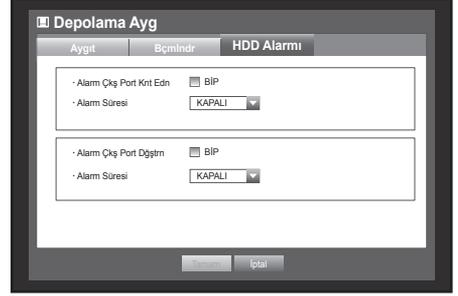 Depolama Ayg
Aygıt Bçmlndr HDD Alarmı
· Alarm Çkş Port Knt Edn BİP
· Alarm Süresi KAPALI
· Alarm Çkş Port Dğştrn BİP
· Alarm Süresi KAPALI
Tamam İptal